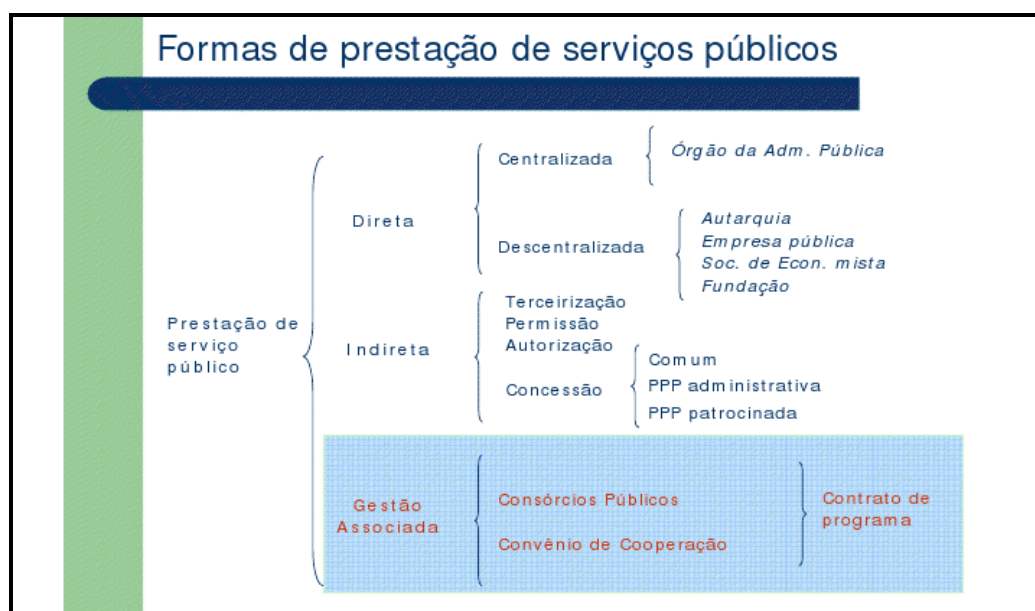 Formas de prestação de serviços públicos
Prestação de
serviço
público
Direta
Centralizada
Órgão da Adm. Pública
Descentralizada
Autarquia
Empresa pública
Soc. de Econ. mista
Fundação
Indireta
Terceirização
Permissão
Autorização
Concessão
Comum
PPP administrativa
PPP patrocinada
Gestão
Associada
Consórcios Públicos
Convênio de Cooperação
Contrato de
programa